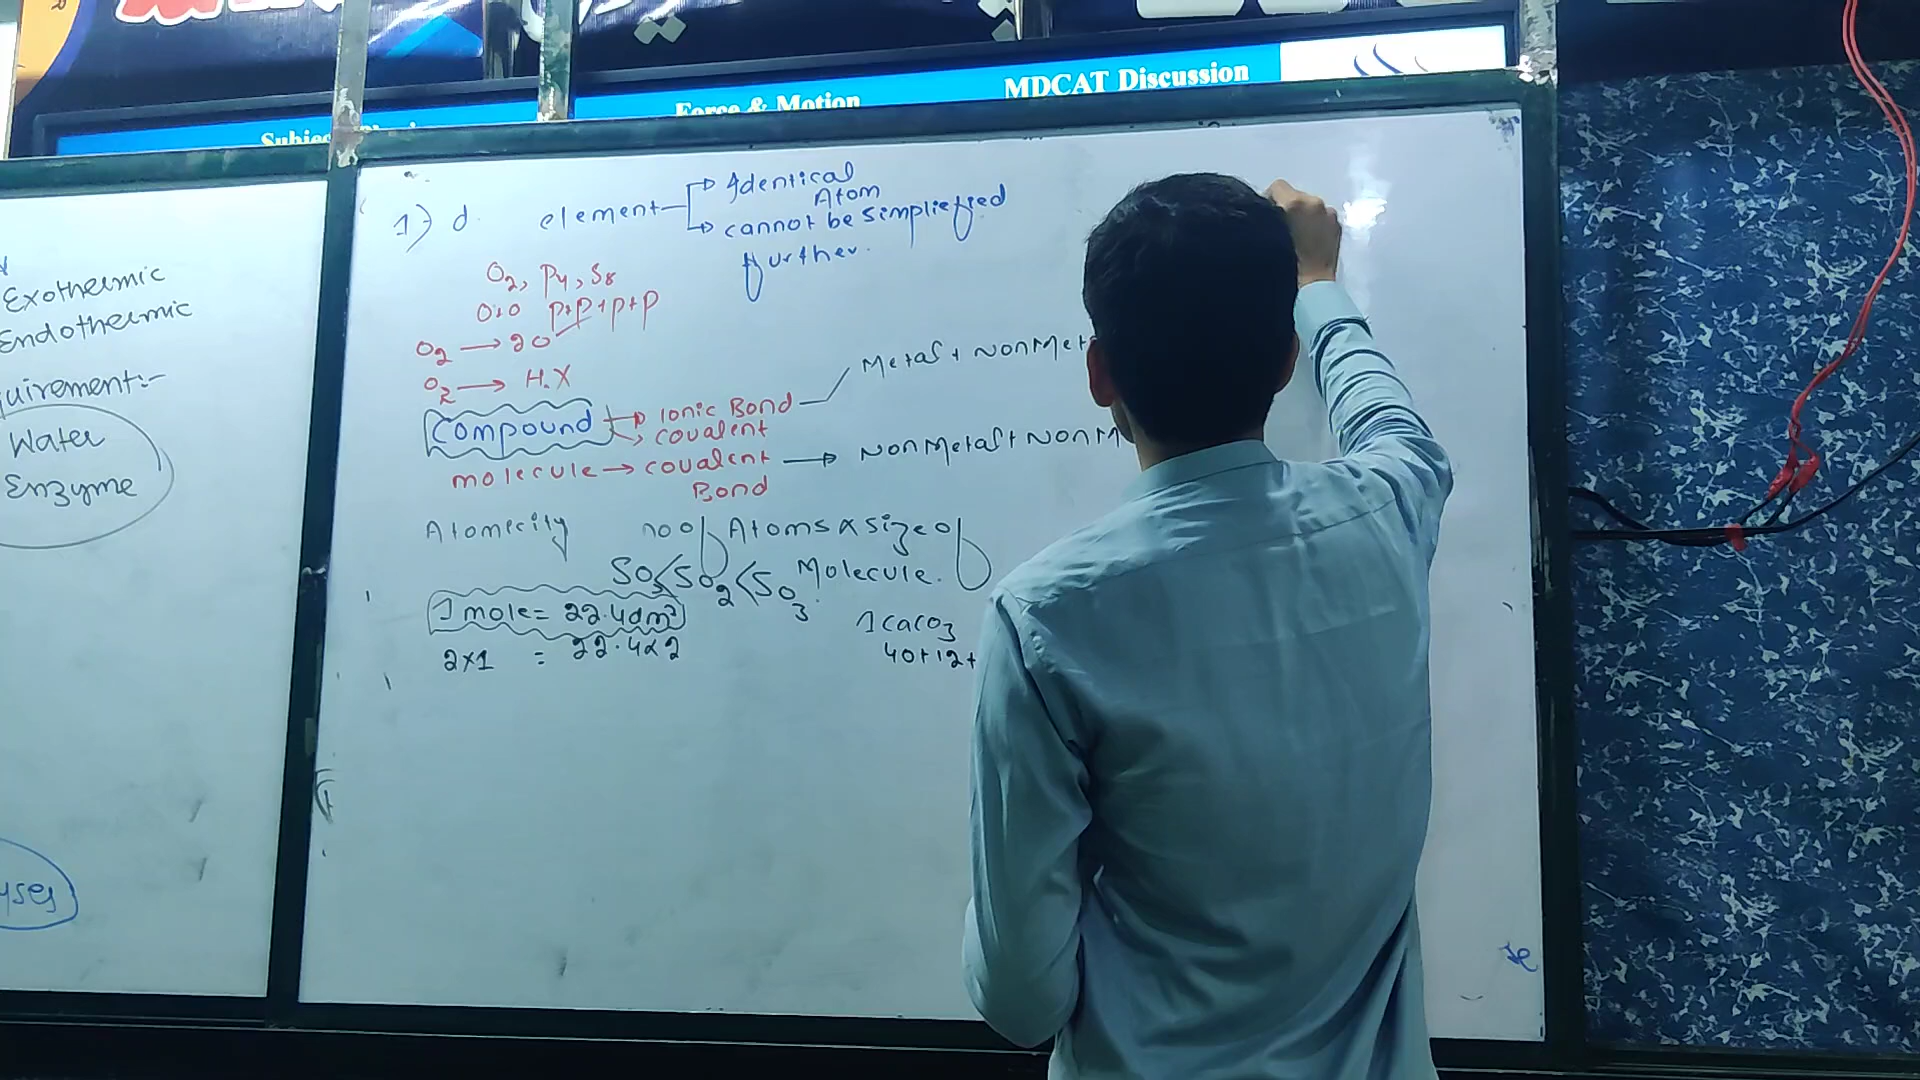 MDCAT Discussion
Force & Motion
Exothermic
Endothermic
quirement:-
Water
Enzyme
yses
1) d. element → Identical
Atom
→ cannot be simpliefied
further.
O2, P4, S8
O+O P+P+P+P
O2 → 2O
O2 → H.X
Compound → Ionic Bond — Metal + NonMet
→ covalent
molecule → covalent → NonMetal + NonM
Bond
Atomicity no of Atoms ∝ size of
Molecule.
SO < SO2 < SO3
1 mole = 22.4dm3
2×1 = 22.4×2
1 CaCO3
40+12+